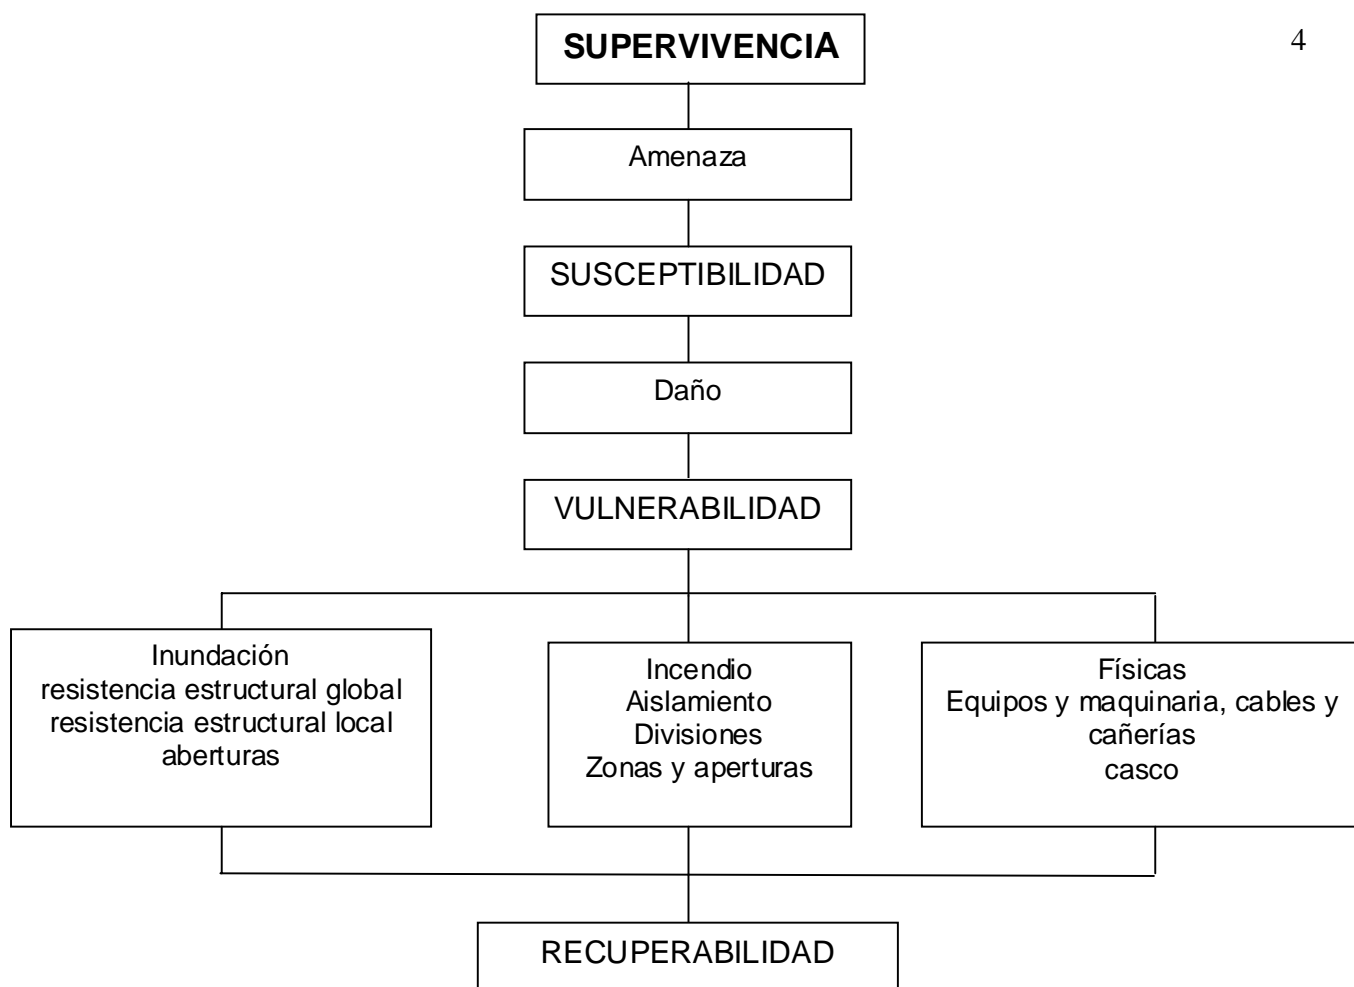 SUPERVIVENCIA
4
Amenaza
SUSCEPTIBILIDAD
Daño
VULNERABILIDAD
Inundación
resistencia estructural global
resistencia estructural local
aberturas
Incendio
Aislamiento
Divisiones
Zonas y aperturas
Físicas
Equipos y maquinaria, cables y
cañerías
casco
RECUPERABILIDAD